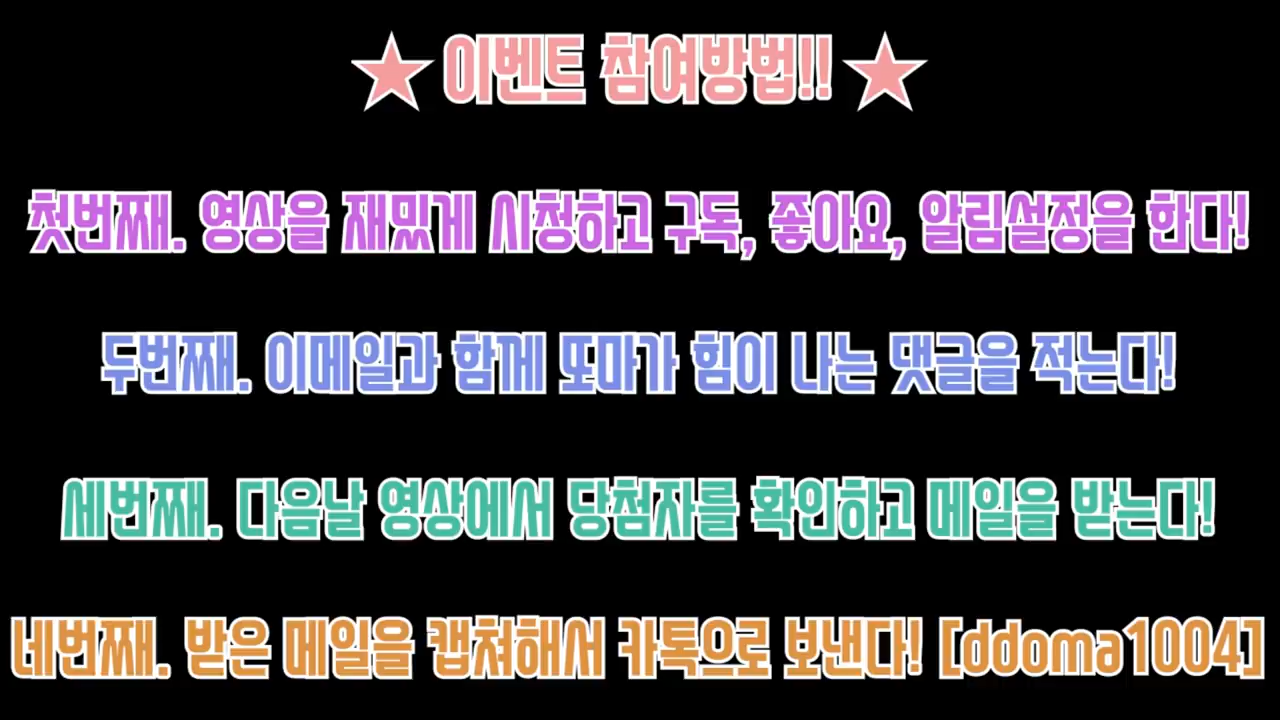 ★ 이벤트 참여방법!! ★
첫번째. 영상을 재밌게 시청하고 구독, 좋아요, 알림설정을 한다!
두번째. 이메일과 함께 또마가 힘이 나는 댓글을 적는다!
세번째. 다음날 영상에서 당첨자를 확인하고 메일을 받는다!
네번째. 받은 메일을 캡쳐해서 카톡으로 보낸다! [ddoma1004]